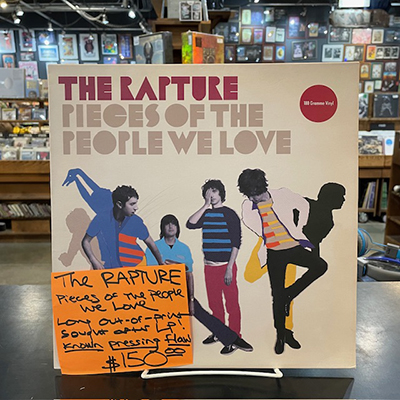 THE RAPTURE
PIECES OF THE
PEOPLE WE LOVE
180 Gramme Vinyl
The RAPTURE
Pieces of the People
we Love
Long out-of-print
sought after LP!
Known pressing flaw
$150.00